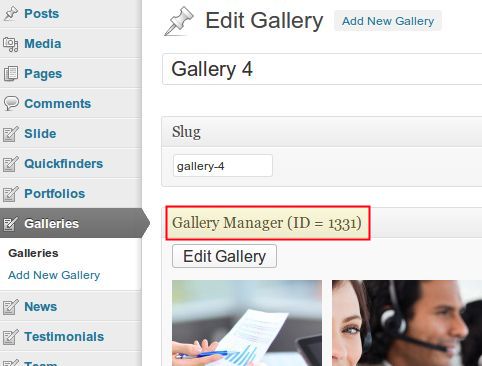 Posts
Media
Pages
Comments
Slide
Quickfinders
Portfolios
Galleries
Galleries
Add New Gallery
News
Testimonials
Team
Edit Gallery
Add New Gallery
Gallery 4
Slug
gallery-4
Gallery Manager (ID = 1331)
Edit Gallery